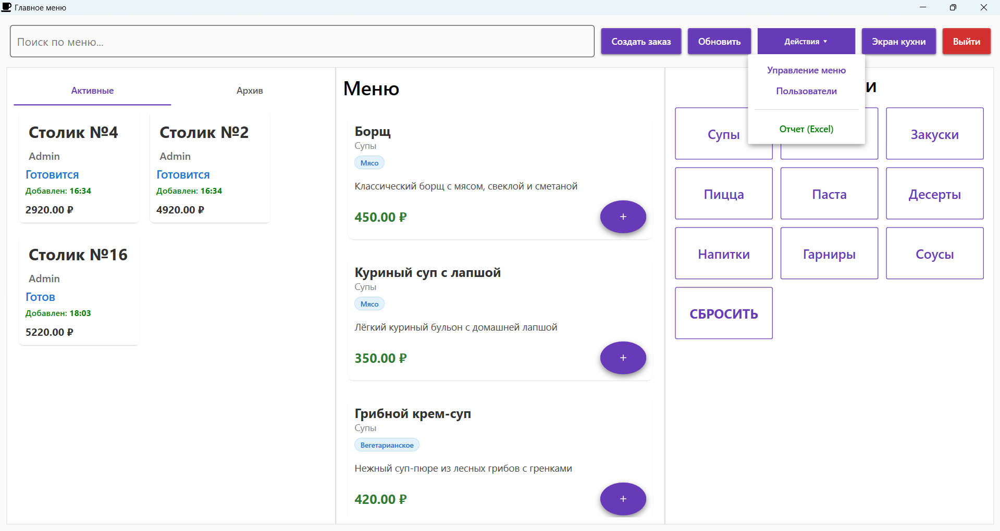 Главное меню
Поиск по меню...
Создать заказ
Обновить
Действия
Экран кухни
Выйти
Управление меню
Пользователи
Отчет (Excel)
Активные
Архив
Столик №4
Admin
Готовится
Добавлен: 16:34
2920.00 ₽
Столик №2
Admin
Готовится
Добавлен: 16:34
4920.00 ₽
Столик №16
Admin
Готов
Добавлен: 18:03
5220.00 ₽
Меню
Борщ
Супы
Мясо
Классический борщ с мясом, свеклой и сметаной
450.00 ₽
+
Куриный суп с лапшой
Супы
Мясо
Лёгкий куриный бульон с домашней лапшой
350.00 ₽
+
Грибной крем-суп
Супы
Вегетарианское
Нежный суп-пюре из лесных грибов с гренками
420.00 ₽
+
Супы
Закуски
Пицца
Паста
Десерты
Напитки
Гарниры
Соусы
СБРОСИТЬ